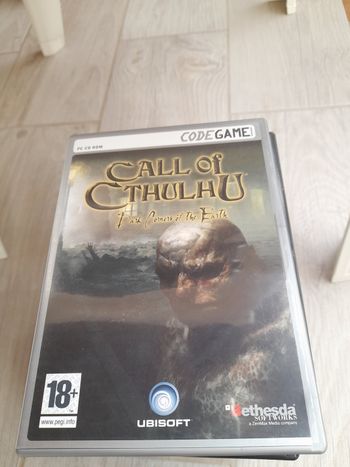 PC CD-ROM
CODEGAME
CALL of
CTHULHU
Dark Corners of the Earth
18+
www.pegi.info
UBISOFT
Bethesda
SOFTWORKS
a ZeniMax Media company